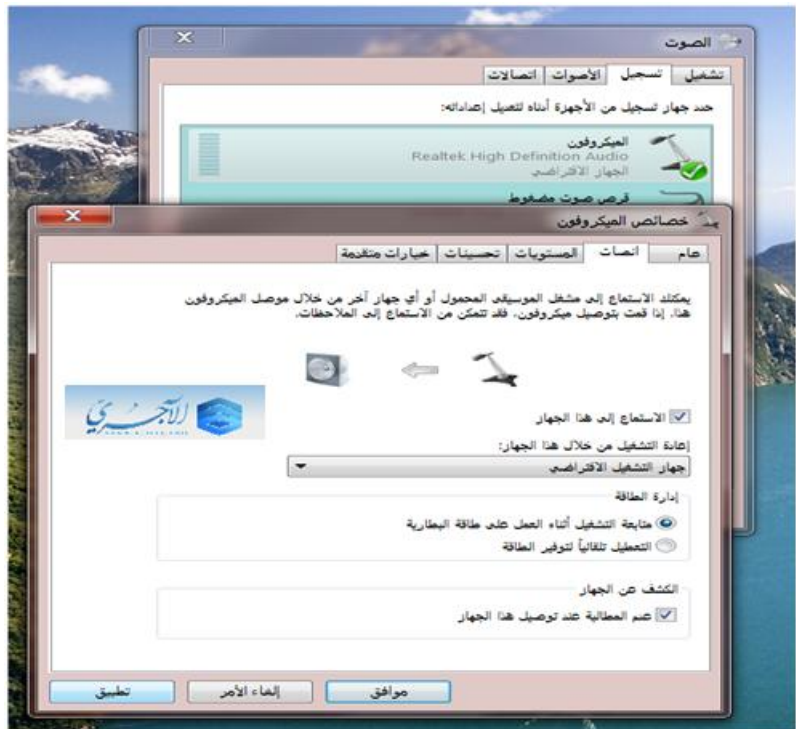 الصوت
تشغيل تسجيل الأصوات اتصالات
حدد جهاز تسجيل من الأجهزة أدناه لتعديل إعداداته:
الميكروفون
Realtek High Definition Audio
الجهاز الافتراضي
قرص صوت مضغوط
خصائص الميكروفون
عام انصات المستويات تحسينات خيارات متقدمة
يمكنك الاستماع إلى مشغل الموسيقى المحمول أو أي جهاز آخر من خلال موصل الميكروفون
هذا. إذا قمت بتوصيل ميكروفون، فقد تتمكن من الاستماع إلى الملاحظات.
الآجري
الاستماع إلى هذا الجهاز
إعادة التشغيل من خلال هذا الجهاز:
جهاز التشغيل الافتراضي
إدارة الطاقة
متابعة التشغيل أثناء العمل على طاقة البطارية
التعطيل تلقائياً لتوفير الطاقة
الكشف عن الجهاز
عدم المطالبة عند توصيل هذا الجهاز
موافق إلغاء الأمر تطبيق